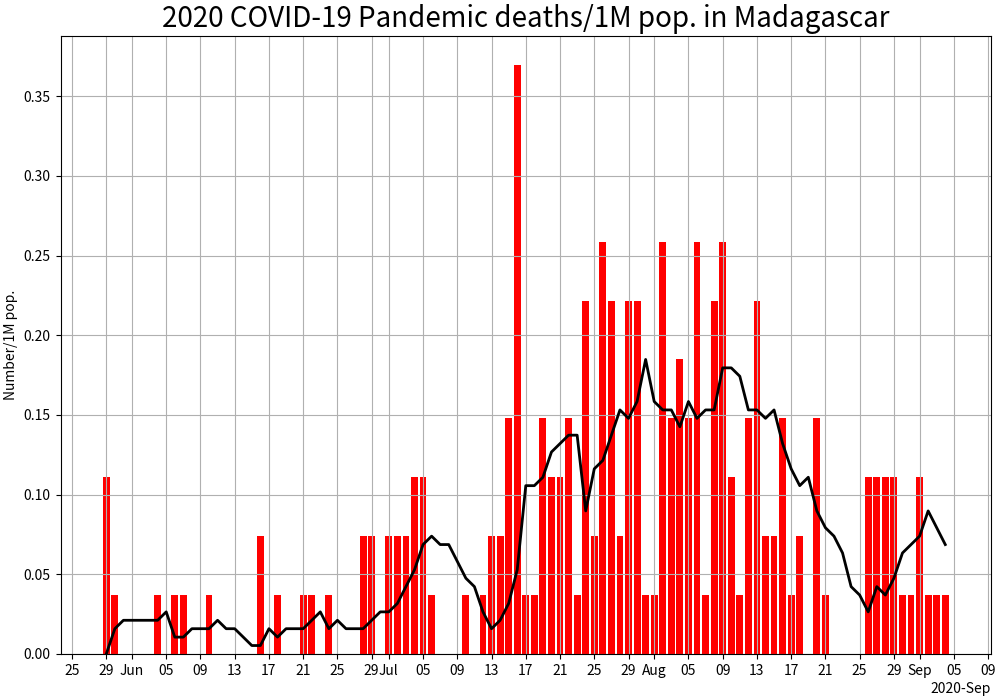 2020 COVID-19 Pandemic deaths/1M pop. in Madagascar
Number/1M pop.
0.35
0.30
0.25
0.20
0.15
0.10
0.05
0.00
25 29 Jun 05 09 13 17 21 25 29 Jul 05 09 13 17 21 25 29 Aug 05 09 13 17 21 25 29 Sep 05 09
2020-Sep